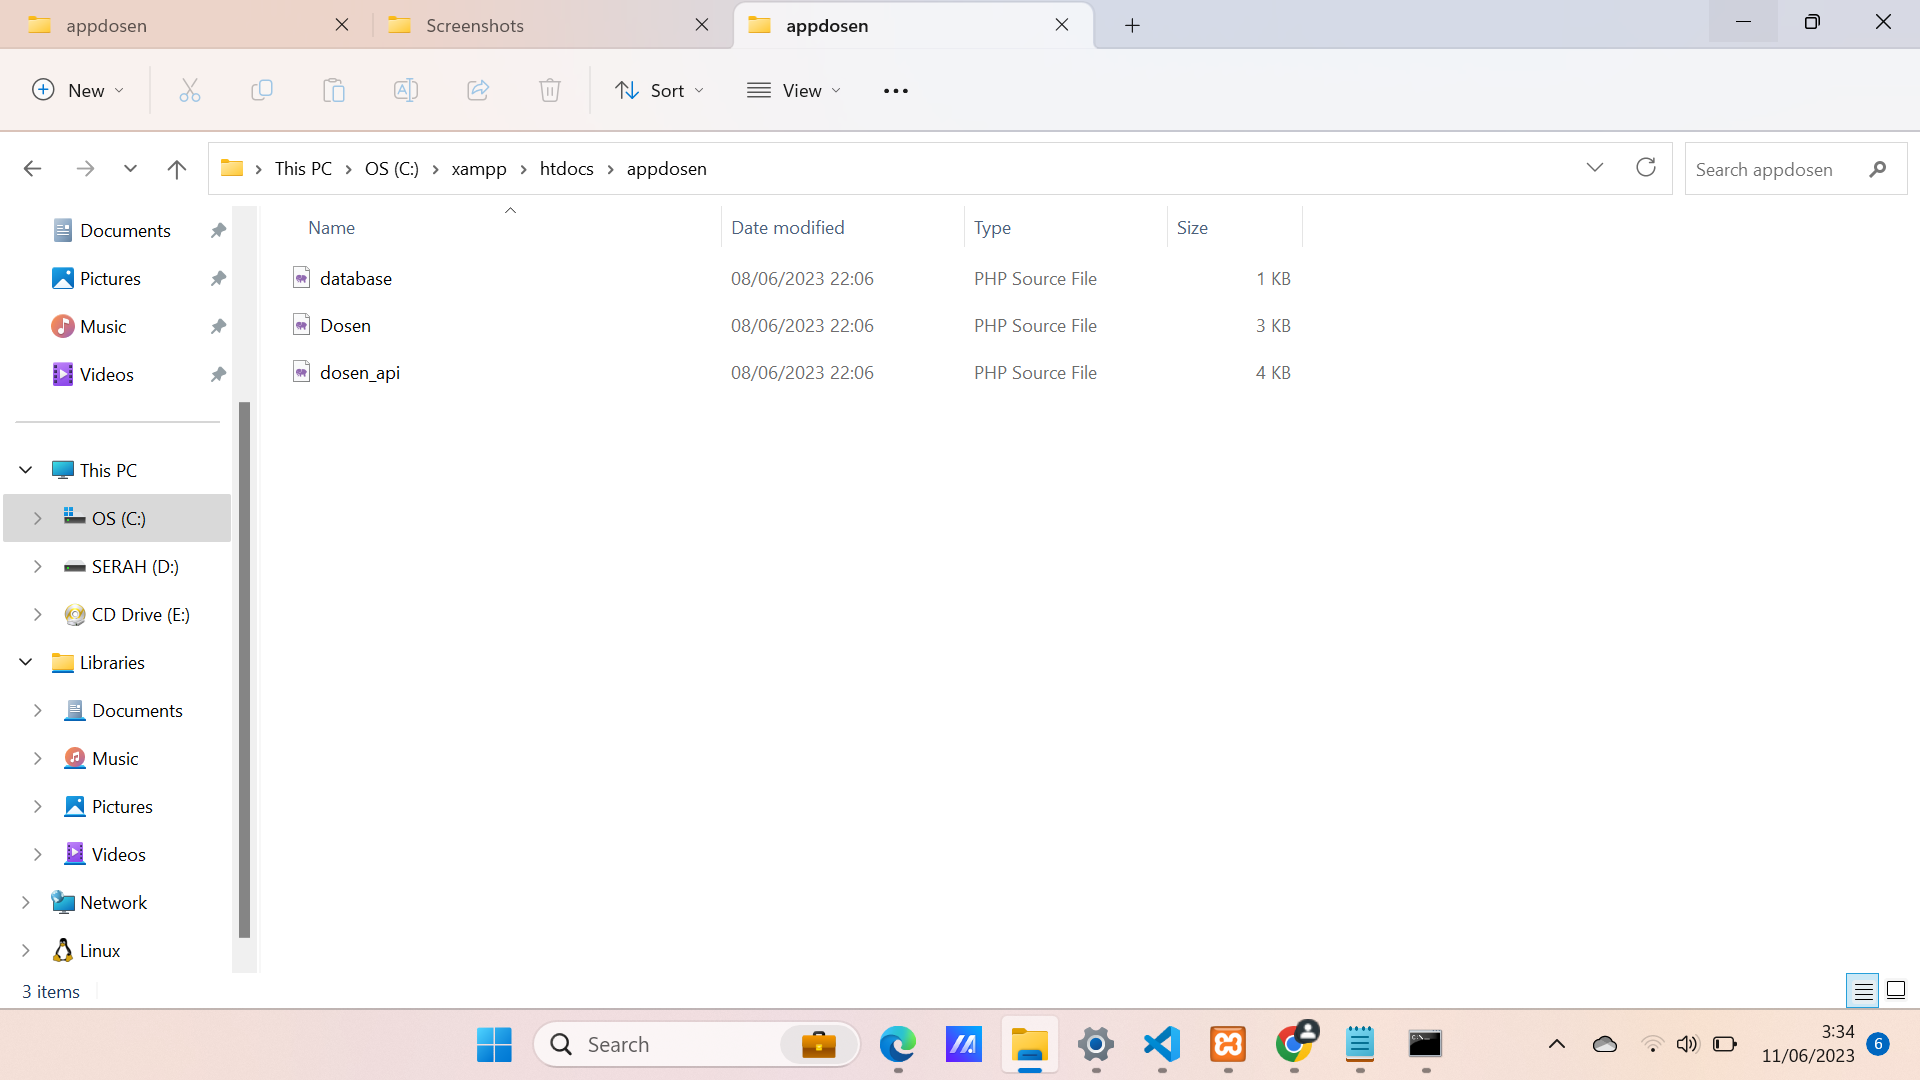 appdosen
Screenshots
appdosen
New
Sort
View
This PC
OS (C:)
xampp
htdocs
appdosen
Search appdosen
Documents
Pictures
Music
Videos
This PC
OS (C:)
SERAH (D:)
CD Drive (E:)
Libraries
Documents
Music
Pictures
Videos
Network
Linux
Name Date modified Type Size
database 08/06/2023 22:06 PHP Source File 1 KB
Dosen 08/06/2023 22:06 PHP Source File 3 KB
dosen_api 08/06/2023 22:06 PHP Source File 4 KB
3 items
Search
3:34
11/06/2023
6